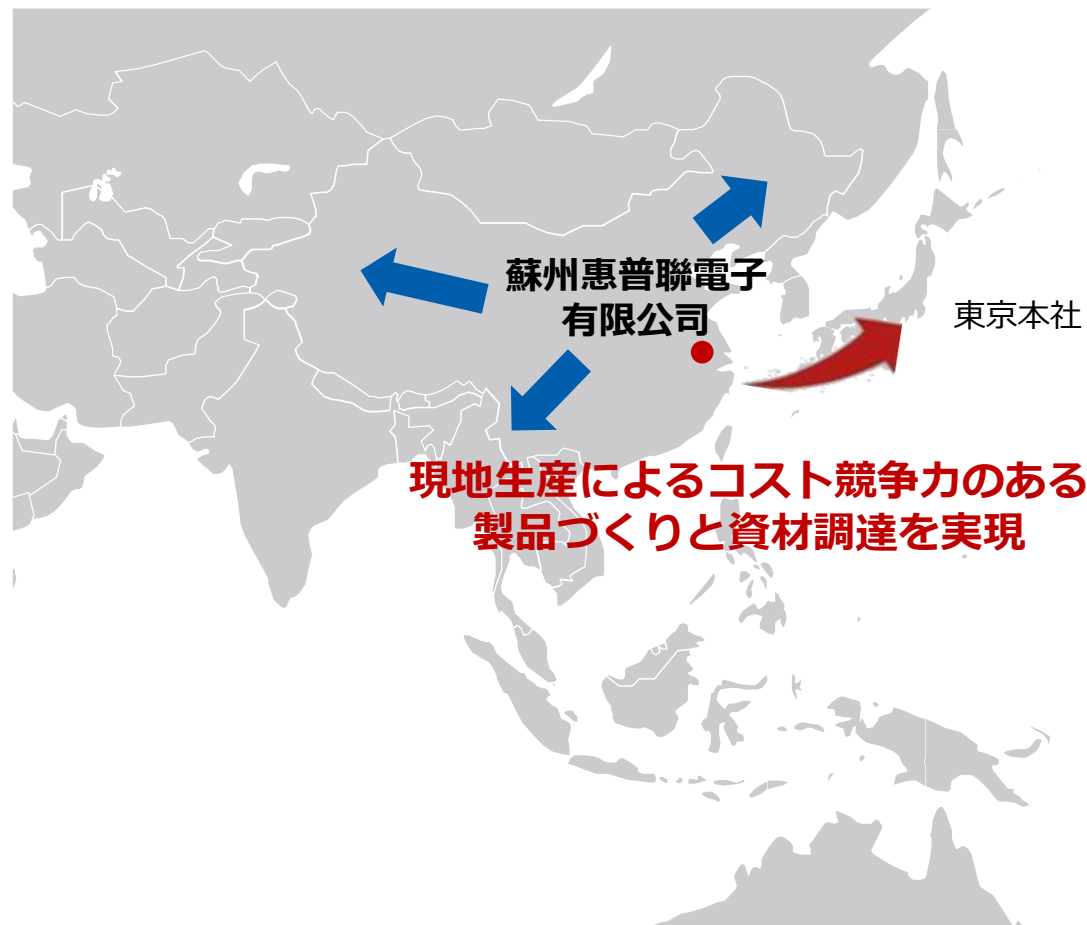 蘇州惠普聯電子
有限公司
東京本社
現地生産によるコスト競争力のある
製品づくりと資材調達を実現